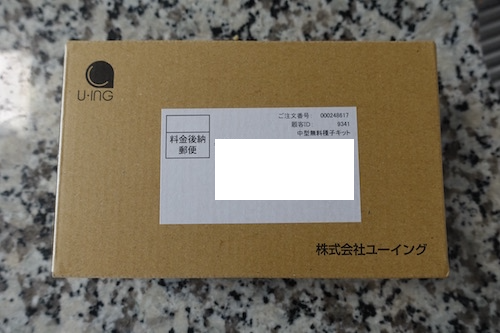 U-ING
ご注文番号 000248617
顧客ID 9341
中型無料種子キット
料金後納
郵便
株式会社ユーイング